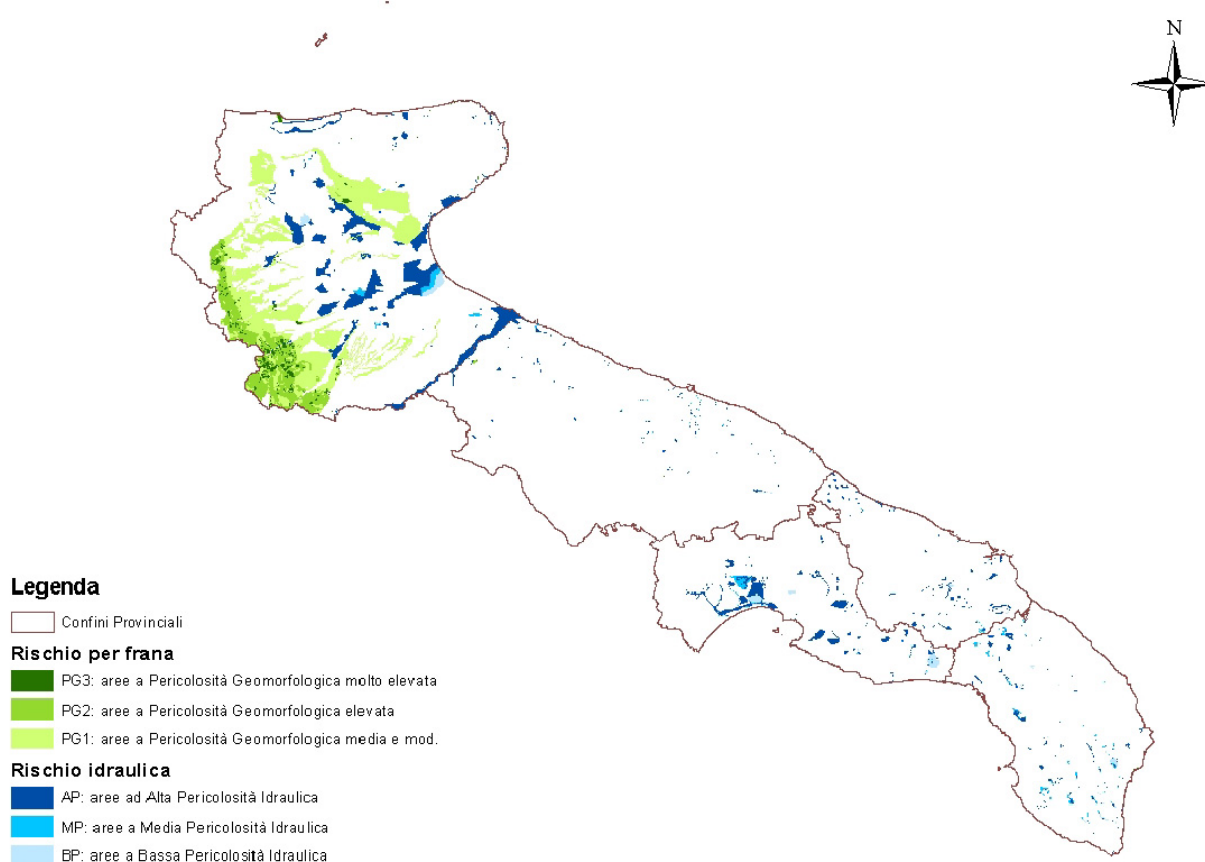 N
Legenda
Confini Provinciali
Rischio per frana
PG3: aree a Pericolosità Geomorfologica molto elevata
PG2: aree a Pericolosità Geomorfologica elevata
PG1: aree a Pericolosità Geomorfologica media e mod.
Rischio idraulica
AP: aree ad Alta Pericolosità Idraulica
MP: aree a Media Pericolosità Idraulica
BP: aree a Bassa Pericolosità Idraulica